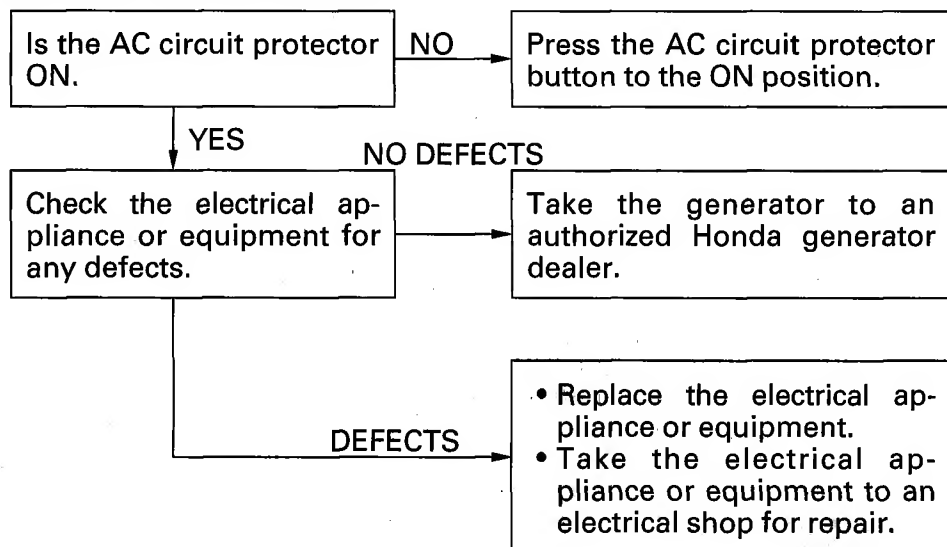 Is the AC circuit protector
ON.
NO
Press the AC circuit protector
button to the ON position.
YES
NO DEFECTS
Check the electrical ap-
pliance or equipment for
any defects.
Take the generator to an
authorized Honda generator
dealer.
DEFECTS
• Replace the electrical ap-
pliance or equipment.
• Take the electrical ap-
pliance or equipment to an
electrical shop for repair.